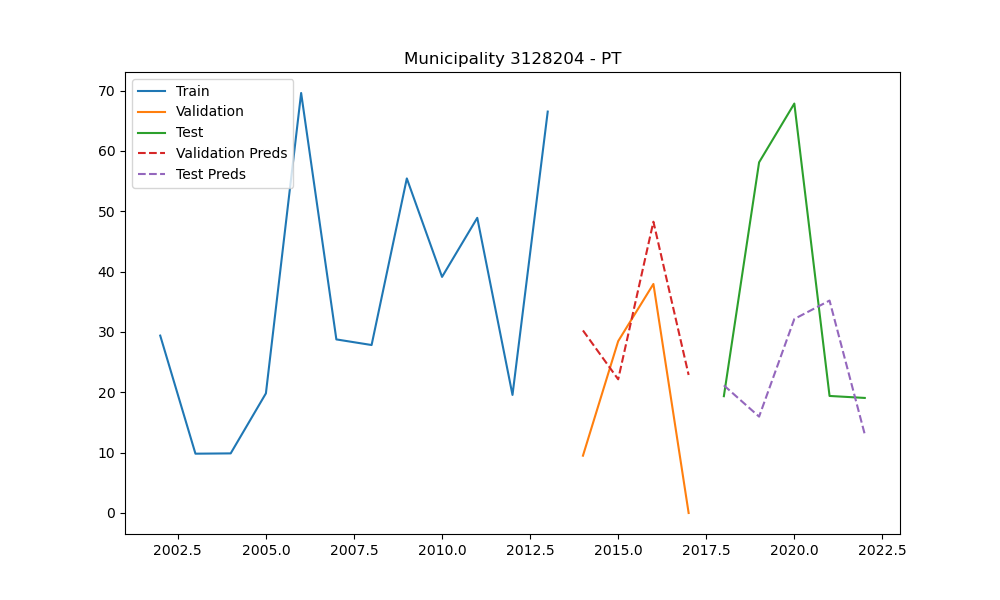 Municipality 3128204 - PT
Train
Validation
Test
Validation Preds
Test Preds
70
60
50
40
30
20
10
0
2002.5 2005.0 2007.5 2010.0 2012.5 2015.0 2017.5 2020.0 2022.5